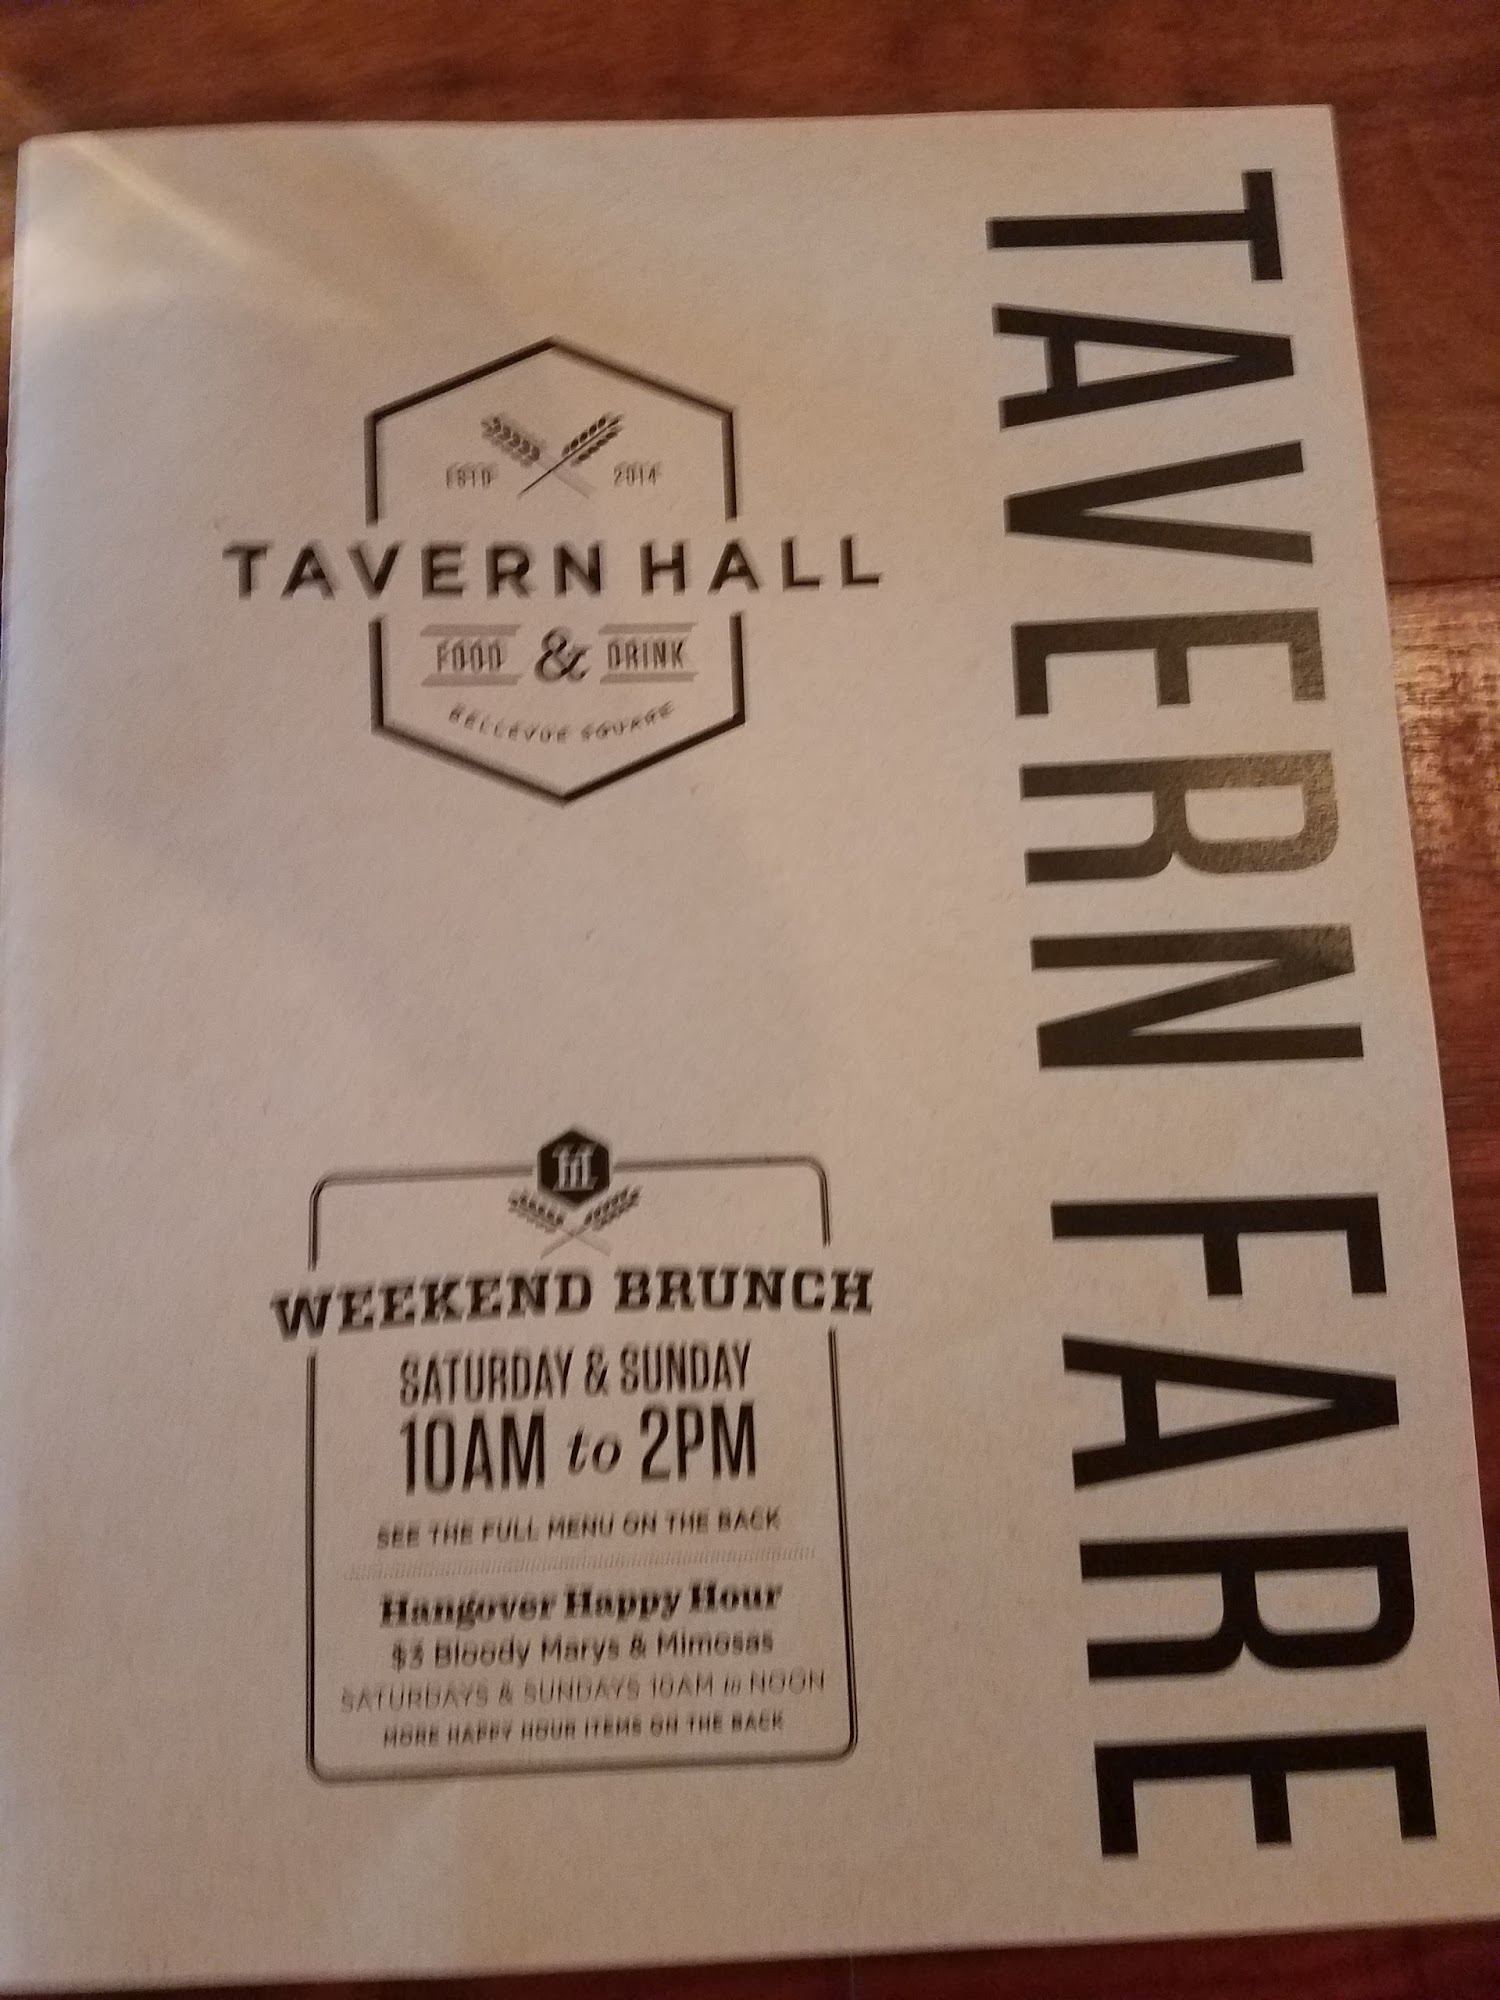 ESTD 2014
TAVERN HALL
FOOD & DRINK
BELLEVUE SQUARE
TAVERN FARE
TH
WEEKEND BRUNCH
SATURDAY & SUNDAY
10AM to 2PM
SEE THE FULL MENU ON THE BACK
Hangover Happy Hour
$3 Bloody Marys & Mimosas
SATURDAYS & SUNDAYS 10AM to NOON
MORE HAPPY HOUR ITEMS ON THE BACK